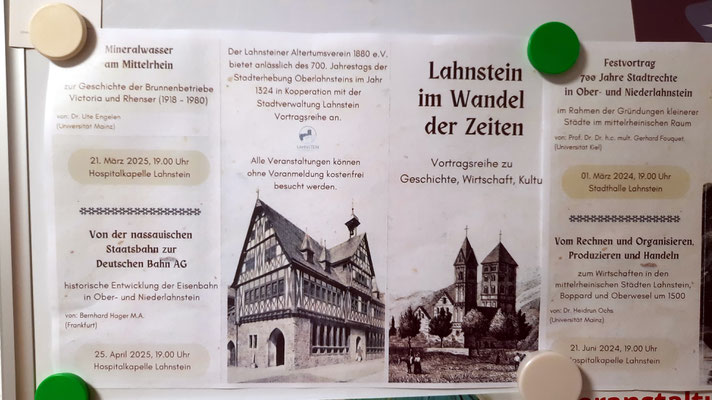 Mineralwasser
am Mittelrhein
zur Geschichte der Brunnenbetriebe
Victoria und Rhenser (1918 - 1980)
von: Dr. Ute Engelen
(Universität Mainz)
21. März 2025, 19.00 Uhr
Hospitalkapelle Lahnstein
Von der nassauischen
Staatsbahn zur
Deutschen Bahn AG
historische Entwicklung der Eisenbahn
in Ober- und Niederlahnstein
von: Bernhard Hager M.A.
(Frankfurt)
25. April 2025, 19.00 Uhr
Hospitalkapelle Lahnstein
Der Lahnsteiner Altertumsverein 1880 e.V.
bietet anlässlich des 700. Jahrestags der
Stadterhebung Oberlahnsteins im Jahr
1324 in Kooperation mit der
Stadtverwaltung Lahnstein
Vortragsreihe an.
LAHNSTEIN
Alle Veranstaltungen können
ohne Voranmeldung kostenfrei
besucht werden.
Lahnstein
im Wandel
der Zeiten
Vortragsreihe zu
Geschichte, Wirtschaft, Kultu
Festvortrag
700 Jahre Stadtrechte
in Ober- und Niederlahnstein
im Rahmen der Gründungen kleinerer
Städte im mittelrheinischen Raum
von: Prof. Dr. Dr. h.c. mult. Gerhard Fouquet,
(Universität Kiel)
01. März 2024, 19.00 Uhr
Stadthalle Lahnstein
Vom Rechnen und Organisieren,
Produzieren und Handeln
zum Wirtschaften in den
mittelrheinischen Städten Lahnstein,
Boppard und Oberwesel um 1500
von: Dr. Heidrun Ochs
(Universität Mainz)
21. Juni 2024, 19.00 Uhr
Hospitalkapelle Lahnstein